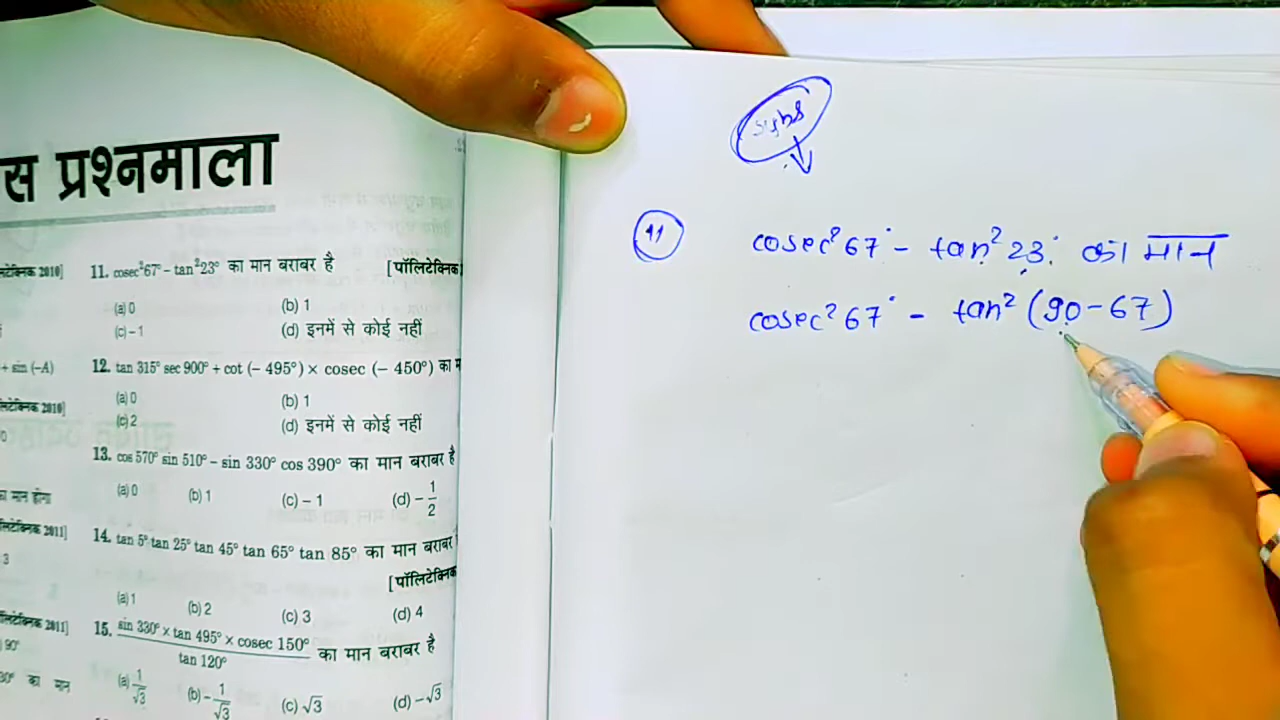 स प्रश्नमाला
11. cosec²67° – tan²23° का मान बराबर है [पॉलिटेक्निक
(a) 0 (b) 1
(c) – 1 (d) इनमें से कोई नहीं
+ sin (–A)
12. tan 315° sec 900° + cot (– 495°) × cosec (– 450°) का म
(a) 0 (b) 1
(c) 2 (d) इनमें से कोई नहीं
13. cos 570° sin 510° – sin 330° cos 390° का मान बराबर है
(a) 0 (b) 1 (c) – 1 (d) – 1/2
का मान होगा
14. tan 5° tan 25° tan 45° tan 65° tan 85° का मान बराबर
[पॉलिटेक्निक
(a) 1 (b) 2 (c) 3 (d) 4
15. sin 330° × tan 495° × cosec 150° / tan 120° का मान बराबर है
(a) 1/√3 (b) – 1/√3 (c) √3 (d) – √3
90°
का मान
11 cosec²67° – tan²23° का मान
cosec²67° – tan²(90–67)